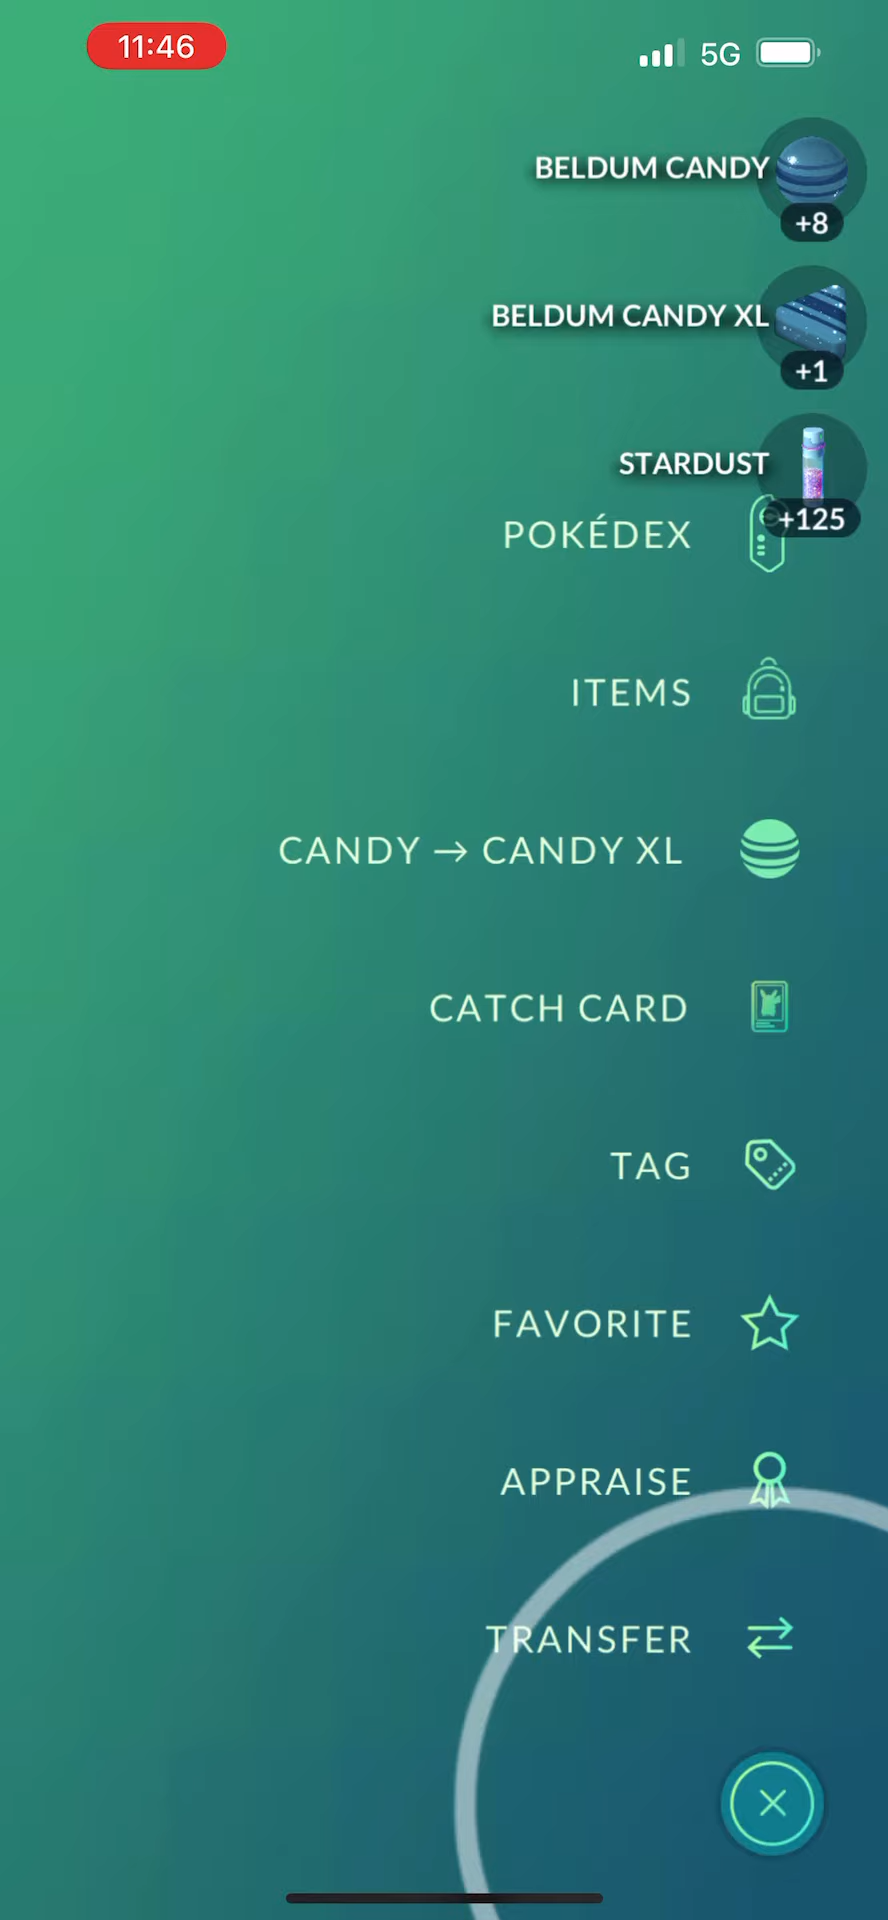 11:46
5G
BELDUM CANDY
+8
BELDUM CANDY XL
+1
STARDUST
+125
POKÉDEX
ITEMS
CANDY → CANDY XL
CATCH CARD
TAG
FAVORITE
APPRAISE
TRANSFER